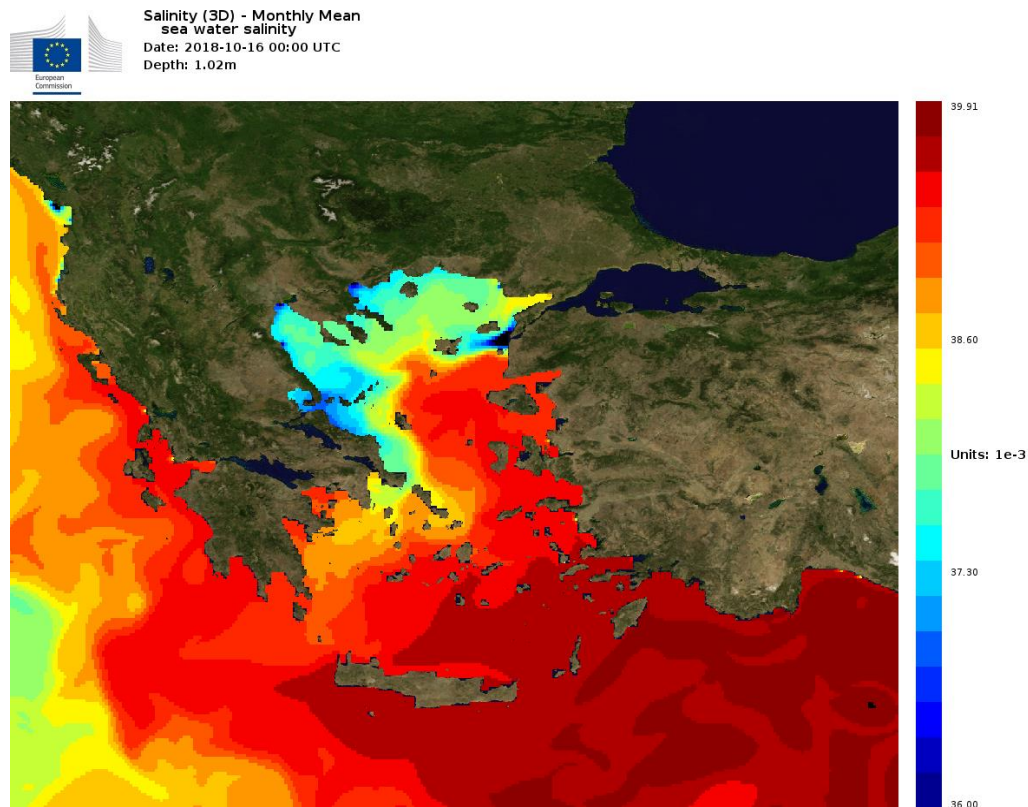 Salinity (3D) - Monthly Mean
sea water salinity
Date: 2018-10-16 00:00 UTC
Depth: 1.02m
European
Commission
39.91
38.60
Units: 1e-3
37.30
36.00